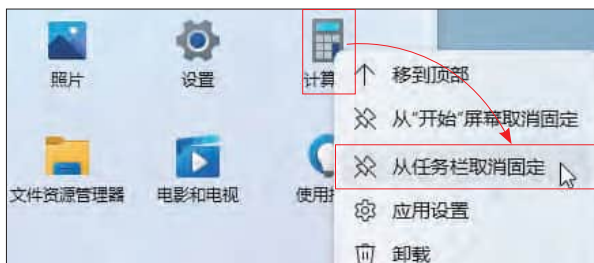 照片
设置
计算
移到顶部
从“开始”屏幕取消固定
从任务栏取消固定
文件资源管理器
电影和电视
使用
应用设置
卸载